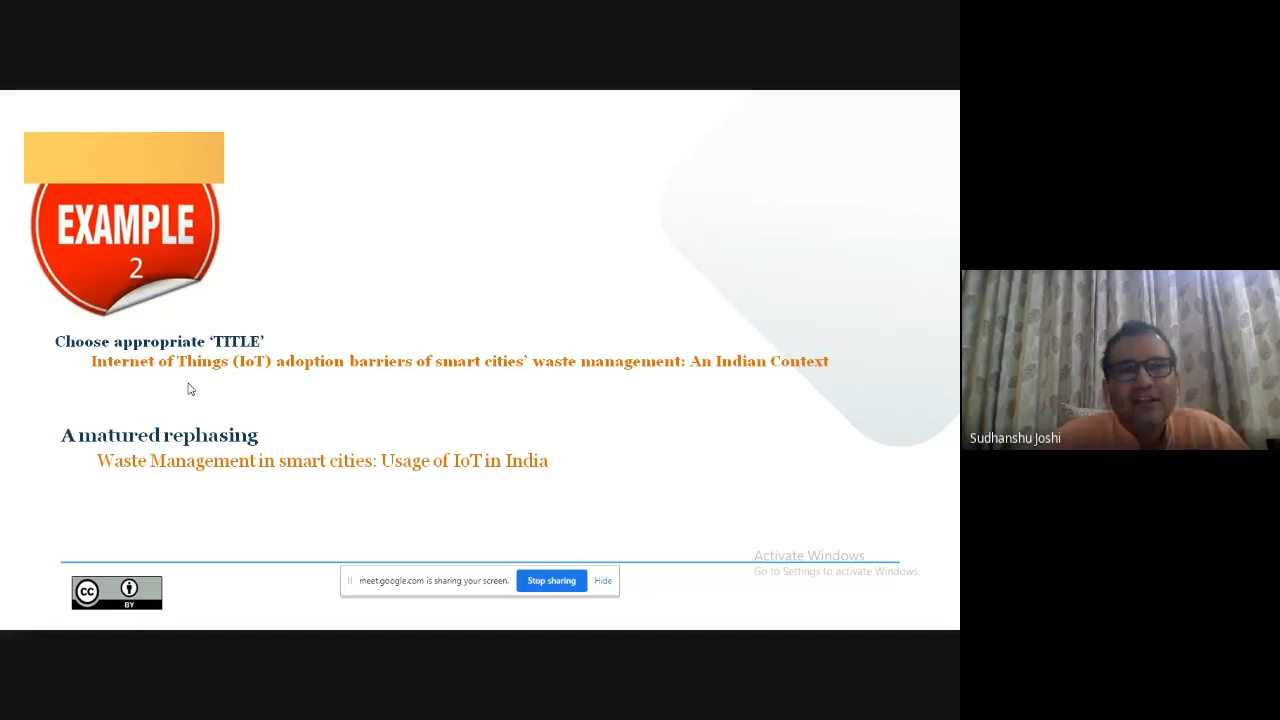 EXAMPLE
2
Choose appropriate ‘TITLE’
Internet of Things (IoT) adoption barriers of smart cities’ waste management: An Indian Context
A matured rephasing
Waste Management in smart cities: Usage of IoT in India
Activate Windows
Go to Settings to activate Windows.
meet.google.com is sharing your screen.
Stop sharing
Hide
cc
BY
Sudhanshu Joshi